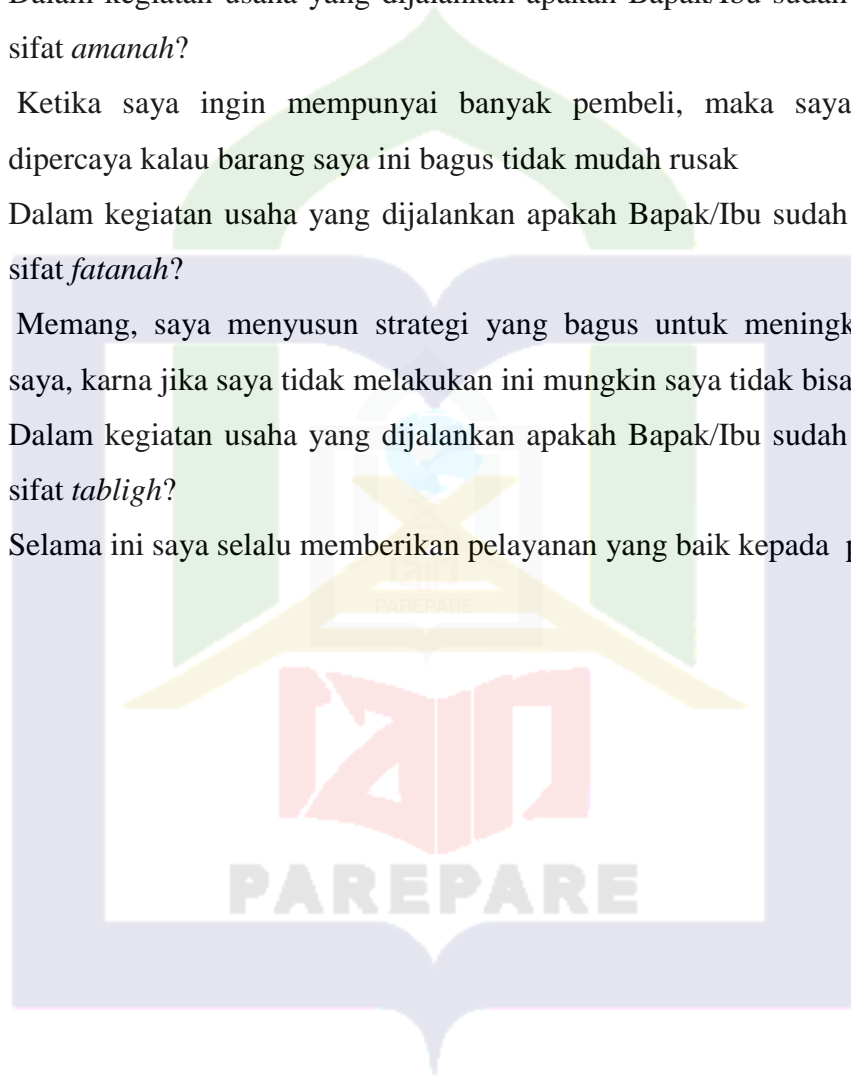 Dalam kegiatan usaha yang dijalankan apakah Bapak/Ibu sudah
sifat amanah?
Ketika saya ingin mempunyai banyak pembeli, maka saya
dipercaya kalau barang saya ini bagus tidak mudah rusak
Dalam kegiatan usaha yang dijalankan apakah Bapak/Ibu sudah
sifat fatanah?
Memang, saya menyusun strategi yang bagus untuk
saya, karna jika saya tidak melakukan ini mungkin saya tidak bisa
Dalam kegiatan usaha yang dijalankan apakah Bapak/Ibu sudah
sifat tabligh?
Selama ini saya selalu memberikan pelayanan yang baik kepada
PAREPARE
iain
PAREPARE